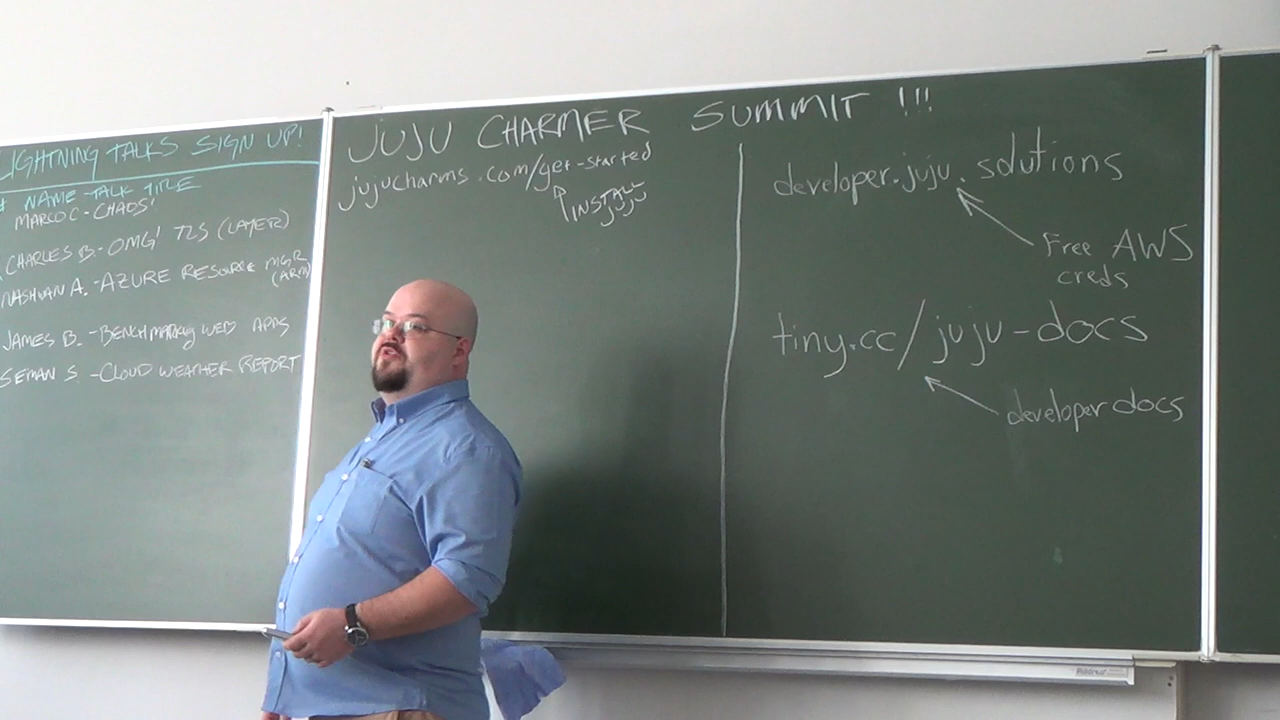 LIGHTNING TALKS SIGN UP!
# NAME - TALK TITLE
MARCO C - CHAOS!
CHARLES B. - OMG! TLS (LAYER)
NASHWAN A. - AZURE RESOURCE MGR
(ARM)
JAMES B. - BENCHMARKING WEB APPS
SEMAN S - CLOUD WEATHER REPORT
JUJU CHARMER SUMMIT !!!
jujucharms.com/get-started
INSTALL
JUJU
developer.juju.solutions
Free AWS
creds
tiny.cc/juju-docs
developer docs